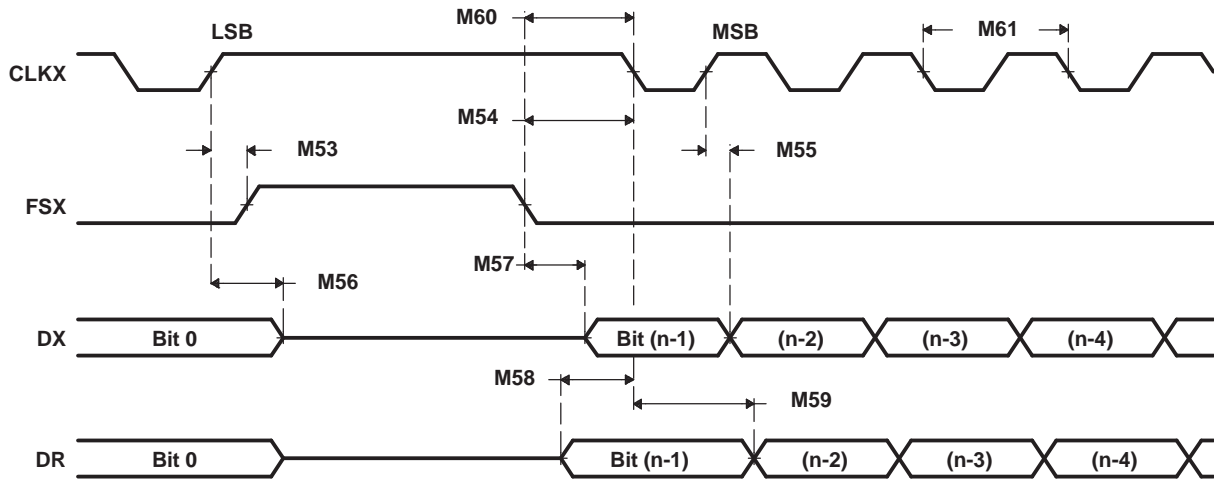 M60
LSB
MSB
M61
CLKX
M54
M53
M55
FSX
M57
M56
DX
Bit 0
Bit (n-1)
(n-2)
(n-3)
(n-4)
M58
M59
DR
Bit 0
Bit (n-1)
(n-2)
(n-3)
(n-4)